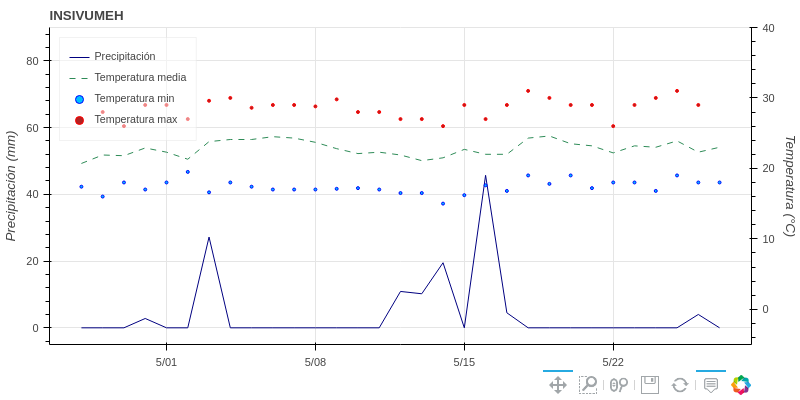 INSIVUMEH
Precipitación
Temperatura media
Temperatura min
Temperatura max
Precipitación (mm)
80
60
40
20
0
Temperatura (°C)
40
30
20
10
0
5/01
5/08
5/15
5/22